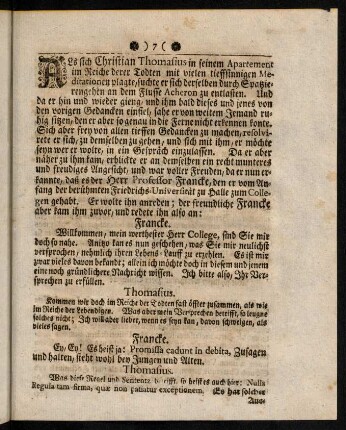 )7(
ALs sich Christian Thomasius in seinem Apartement
im Reiche derer Todten mit vielen tieffsinnigen Me-
ditationen plagte, suchte er sich derselben durch Spatzie-
rengehen an dem Flusse Acheron zu entlasten. Und
da er hin und wieder gieng, und ihm bald dieses und jenes von
den vorigen Gedancken einfiel, sahe er von weitem Jemand ru-
hig sitzen, den er aber so genau in die Ferne nicht erkennen konte.
Sich aber frey von allen tieffen Gedancken zu machen, resolvi-
rete er sich, zu demselben zu gehen, und sich mit ihm, er möchte
seyn wer er wolte, in ein Gespräch einzulassen. Da er aber
näher zu ihm kam, erblickte er an demselben ein recht munteres
und freudiges Angesicht, und war voller Freuden, da er nun er-
kannte, daß es der Herr Professor Francke, den er vom An-
fang der berühmten Friedrichs-Universität zu Halle zum Colle-
gen gehabt. Er wolte ihn anreden; der freundliche Francke
aber kam ihm zuvor, und redete ihn also an:
Francke.
Willkommen, mein werthester Herr College, sind Sie mir
doch so nahe. Anitzo kan es nun geschehen, was Sie mir neulichst
versprochen, nehmlich ihren Lebens-Lauff zu erzehlen. Es ist mir
zwar vieles davon bekandt; allein ich möchte doch in diesem und jenem
eine noch gründlichere Nachricht wissen. Ich bitte also, Ihr Ver-
sprechen zu erfüllen.
Thomasius.
Kommen wir doch im Reiche der Todten fast öffter zusammen, als wir
im Reiche der Lebendigen. Was aber mein Versprechen betrifft, so leugne
solches nicht; Ich will aber lieber, wenn es seyn kan, davon schweigen, als
vieles sagen.
Francke.
Ey, Ey! Es heist ja: Promissa cadunt in debita, Zusagen
und halten, sieht wohl bey Jungen und Alten.
Thomasius.
Was diese Regul und Sentenz betrifft, so heist es auch hier: Nulla
Regula tam firma, quæ non patiatur exceptionem. Es hat solcher
Aus-